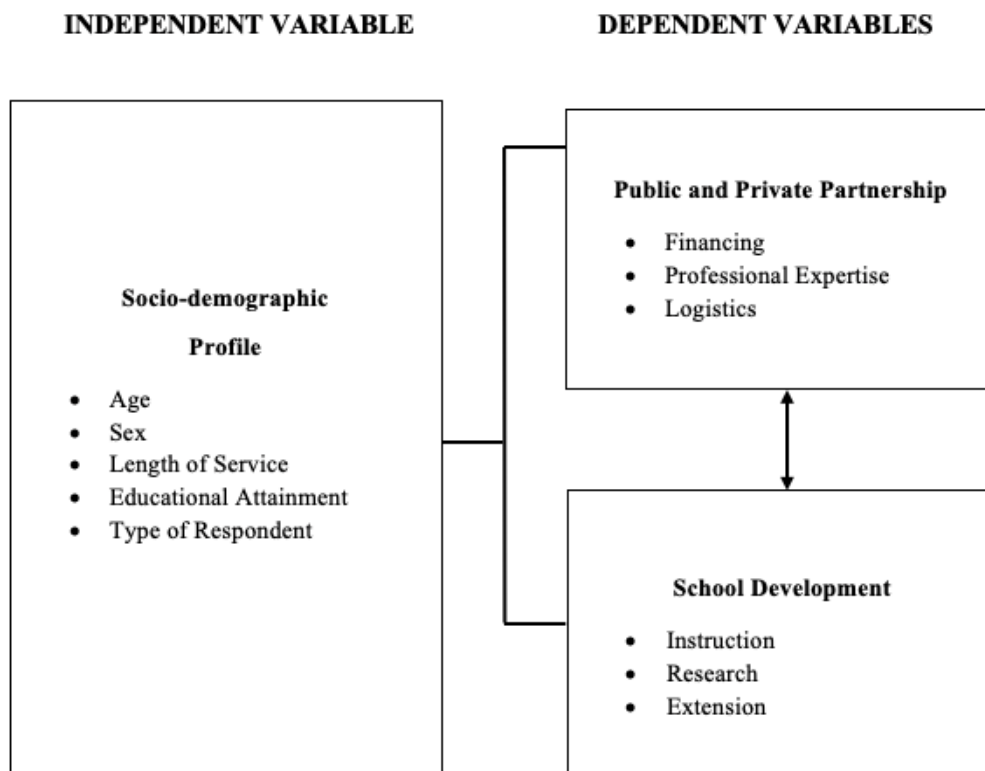 INDEPENDENT VARIABLE
DEPENDENT VARIABLES
Socio-demographic
Profile
• Age
• Sex
• Length of Service
• Educational Attainment
• Type of Respondent
Public and Private Partnership
• Financing
• Professional Expertise
• Logistics
School Development
• Instruction
• Research
• Extension